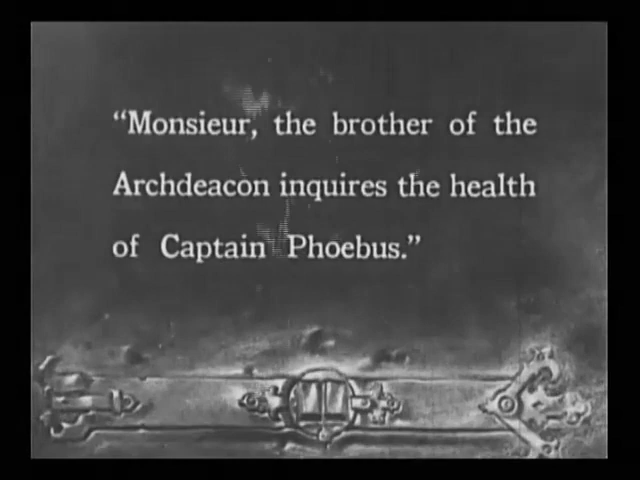 “Monsieur, the brother of the
Archdeacon inquires the health
of Captain Phoebus.”